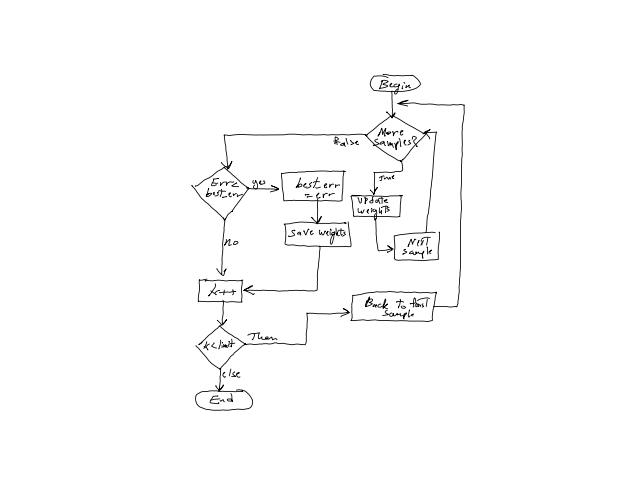 Begin
More
Samples?
False
True
Update
weights
Next
Sample
Err<
best_err
yes
best_err
= err
save weights
no
k++
Back to first
sample
k<limit
Then
else
End